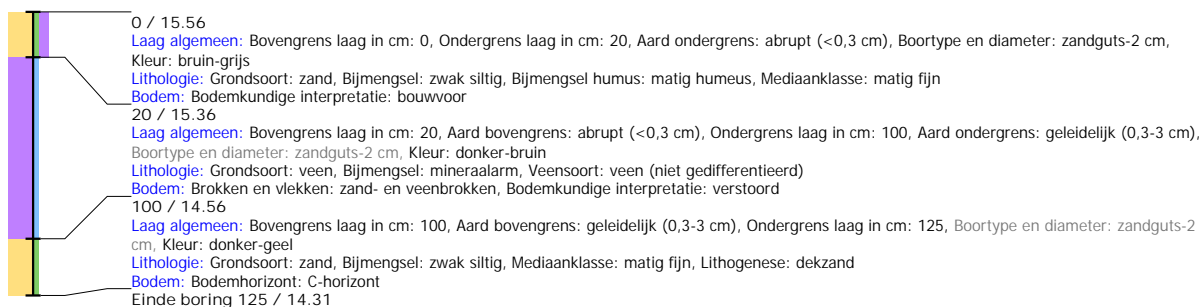 0 / 15.56
Laag algemeen: Bovengrens laag in cm: 0, Ondergrens laag in cm: 20, Aard ondergrens: abrupt (<0,3 cm), Boortype en diameter: zandguts-2 cm,
Kleur: bruin-grijs
Lithologie: Grondsoort: zand, Bijmengsel: zwak siltig, Bijmengsel humus: matig humeus, Mediaanklasse: matig fijn
Bodem: Bodemkundige interpretatie: bouwvoor
20 / 15.36
Laag algemeen: Bovengrens laag in cm: 20, Aard bovengrens: abrupt (<0,3 cm), Ondergrens laag in cm: 100, Aard ondergrens: geleidelijk (0,3-3 cm),
Boortype en diameter: zandguts-2 cm, Kleur: donker-bruin
Lithologie: Grondsoort: veen, Bijmengsel: mineraalarm, Veensoort: veen (niet gedifferentieerd)
Bodem: Brokken en vlekken: zand- en veenbrokken, Bodemkundige interpretatie: verstoord
100 / 14.56
Laag algemeen: Bovengrens laag in cm: 100, Aard bovengrens: geleidelijk (0,3-3 cm), Ondergrens laag in cm: 125, Boortype en diameter: zandguts-2
cm, Kleur: donker-geel
Lithologie: Grondsoort: zand, Bijmengsel: zwak siltig, Mediaanklasse: matig fijn, Lithogenese: dekzand
Bodem: Bodemhorizont: C-horizont
Einde boring 125 / 14.31